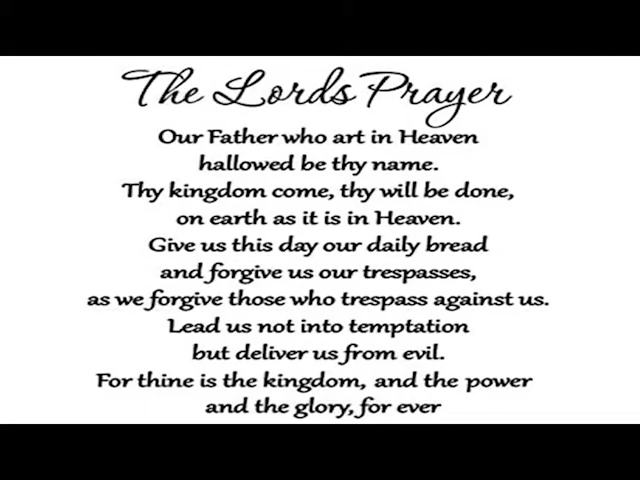 The Lords Prayer
Our Father who art in Heaven
hallowed be thy name.
Thy kingdom come, thy will be done,
on earth as it is in Heaven.
Give us this day our daily bread
and forgive us our trespasses,
as we forgive those who trespass against us.
Lead us not into temptation
but deliver us from evil.
For thine is the kingdom, and the power
and the glory, for ever